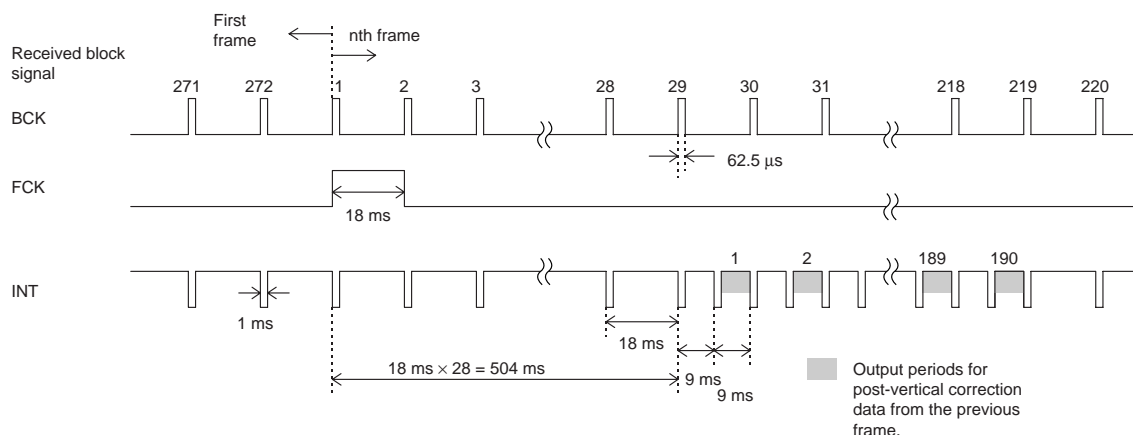 First
frame
nth frame
Received block
signal
271 272 1 2 3 28 29 30 31 218 219 220
BCK
62.5 μs
FCK
18 ms
1 2 189 190
INT
1 ms
18 ms
18 ms × 28 = 504 ms
9 ms
9 ms
Output periods for
post-vertical correction
data from the previous
frame.